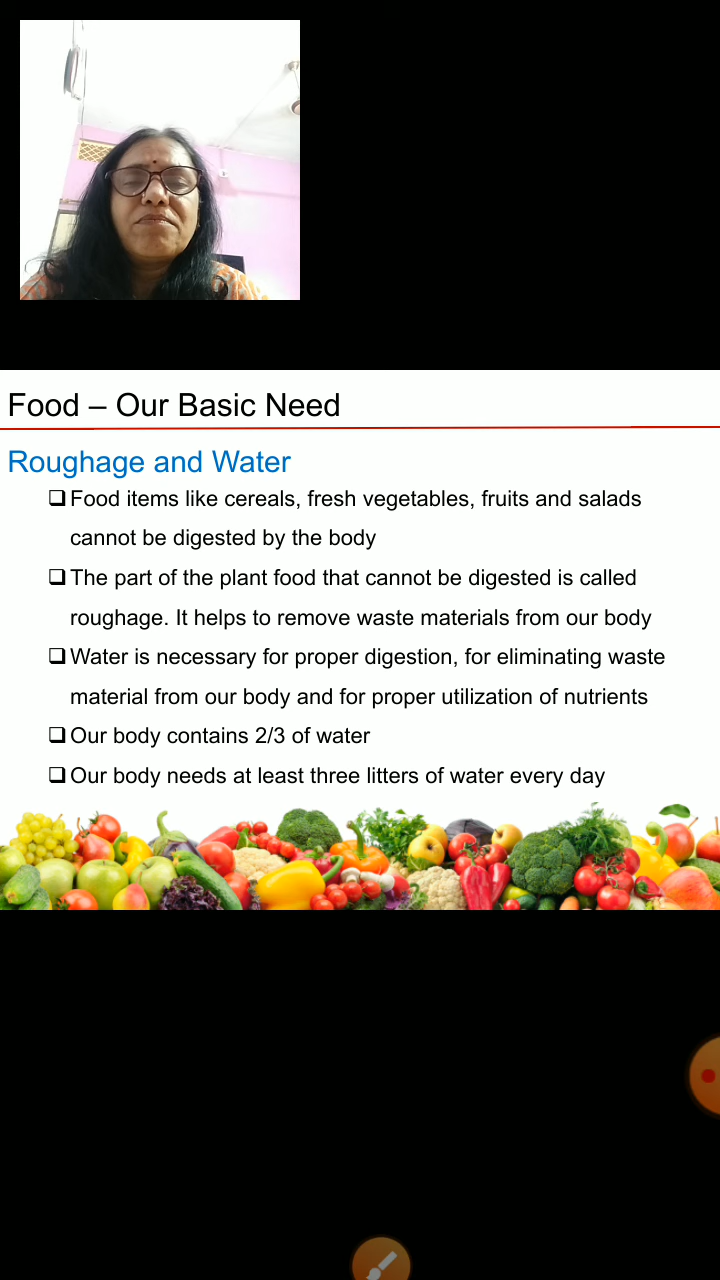 Food – Our Basic Need
Roughage and Water
❑ Food items like cereals, fresh vegetables, fruits and salads
cannot be digested by the body
❑ The part of the plant food that cannot be digested is called
roughage. It helps to remove waste materials from our body
❑ Water is necessary for proper digestion, for eliminating waste
material from our body and for proper utilization of nutrients
❑ Our body contains 2/3 of water
❑ Our body needs at least three litters of water every day